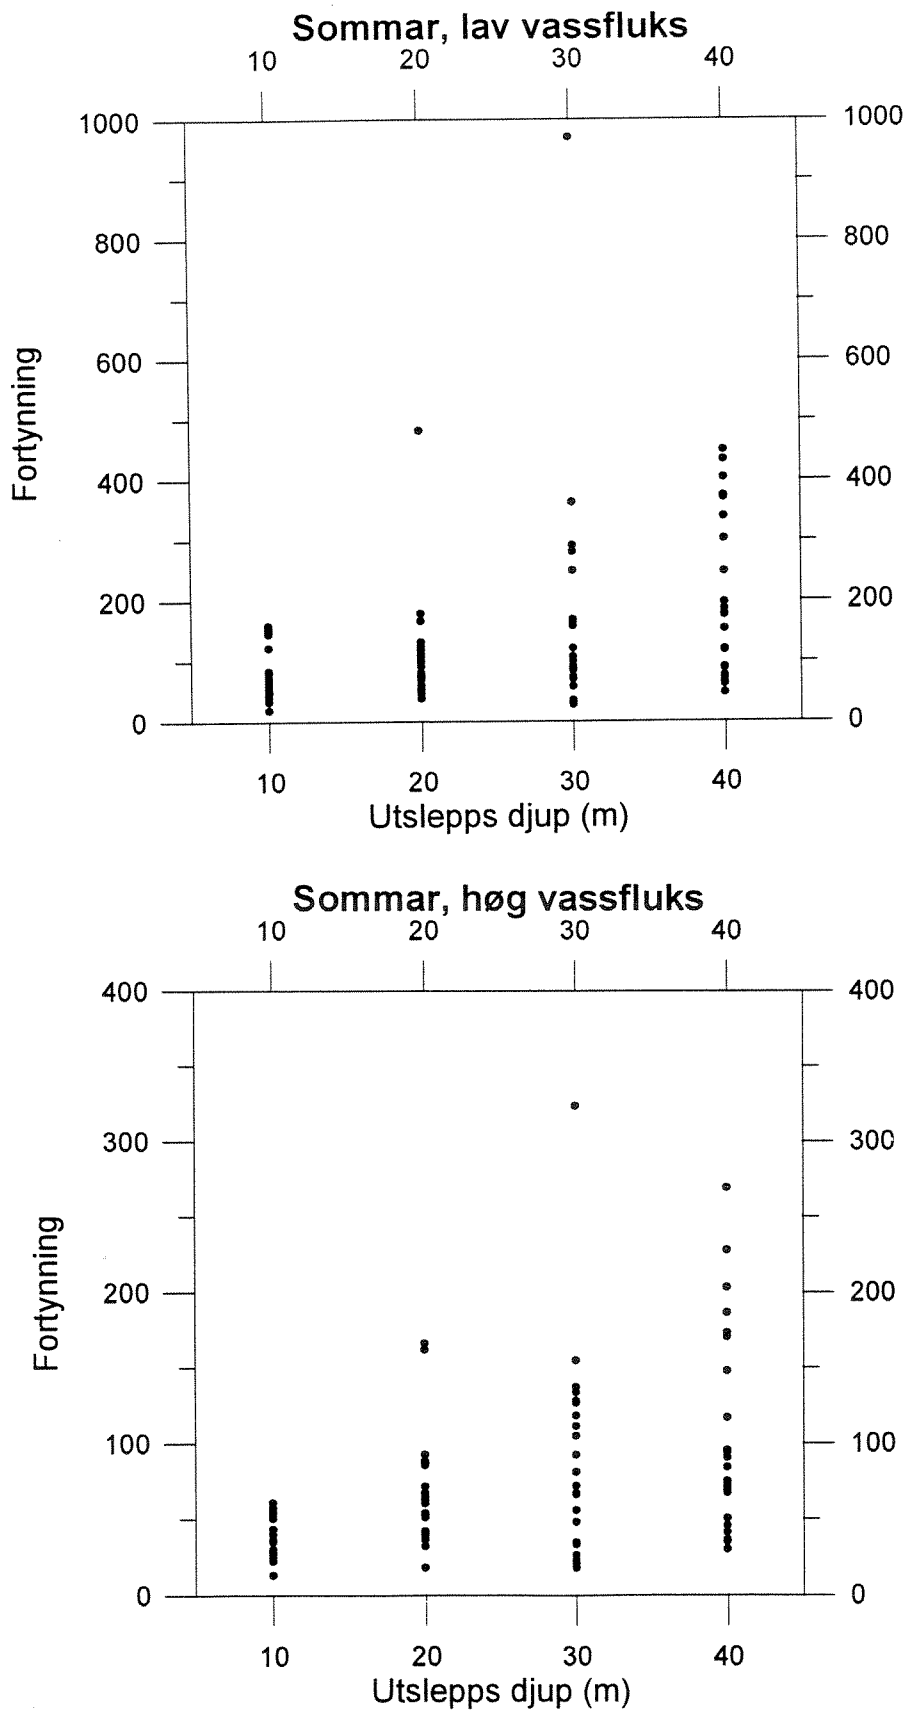 Sommar, lav vassfluks
10 20 30 40
1000 1000
800 800
600 600
Fortynning
400 400
200 200
0 0
10 20 30 40
Utslepps djup (m)
Sommar, høg vassfluks
10 20 30 40
400 400
300 300
Fortynning
200 200
100 100
0 0
10 20 30 40
Utslepps djup (m)